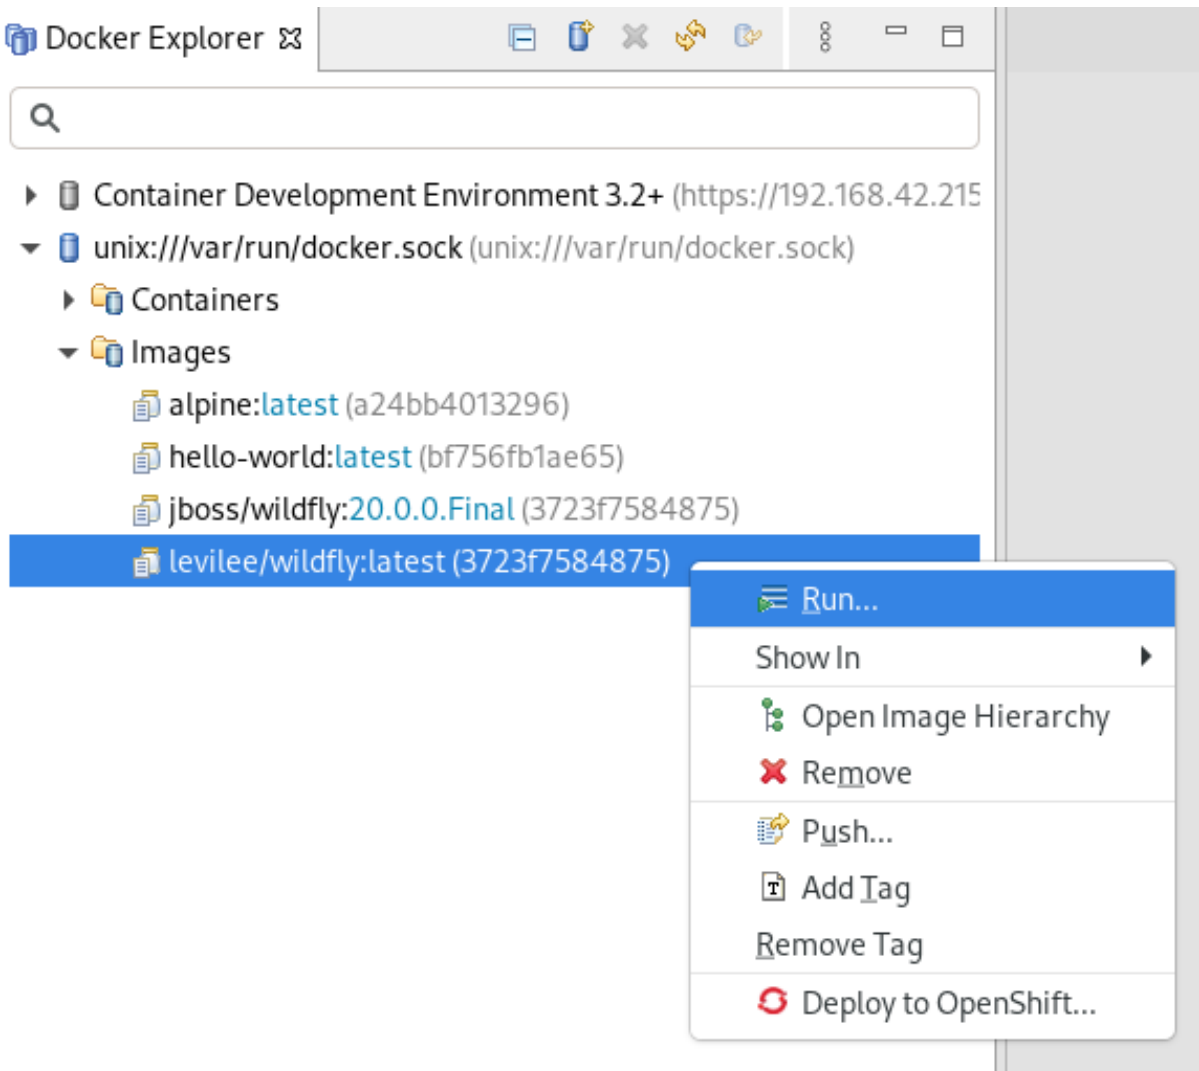 Docker Explorer
Container Development Environment 3.2+ (https://192.168.42.215
unix:///var/run/docker.sock (unix:///var/run/docker.sock)
Containers
Images
alpine:latest (a24bb4013296)
hello-world:latest (bf756fb1ae65)
jboss/wildfly:20.0.0.Final (3723f7584875)
levilee/wildfly:latest (3723f7584875)
Run...
Show In
Open Image Hierarchy
Remove
Push...
Add Tag
Remove Tag
Deploy to OpenShift...